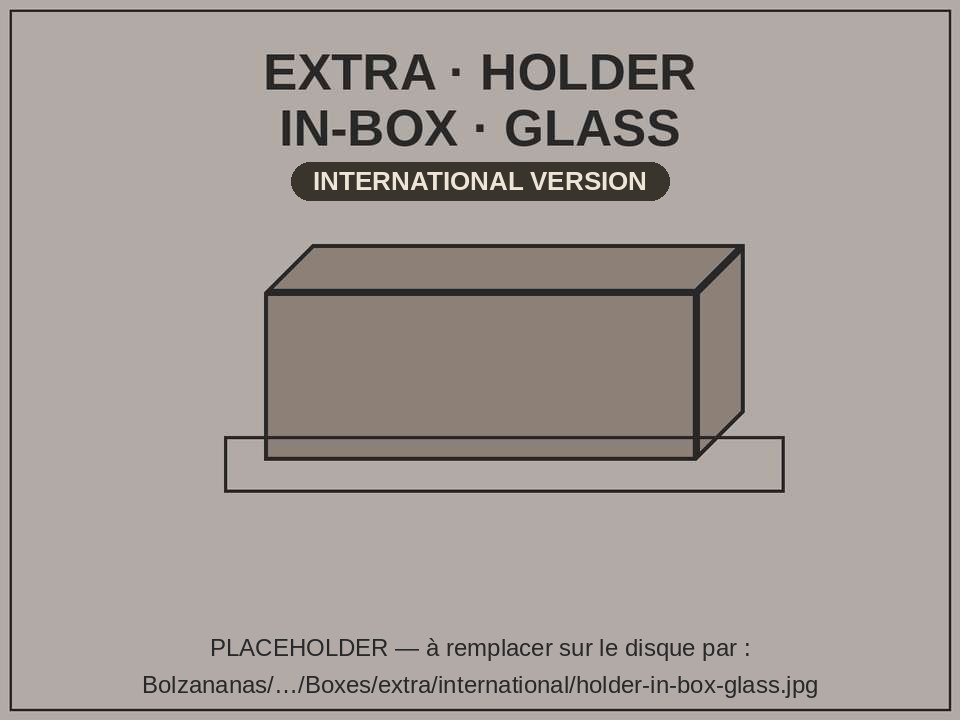 EXTRA · HOLDER
IN-BOX · GLASS
INTERNATIONAL VERSION
PLACEHOLDER — à remplacer sur le disque par :
Bolzananas/…/Boxes/extra/international/holder-in-box-glass.jpg